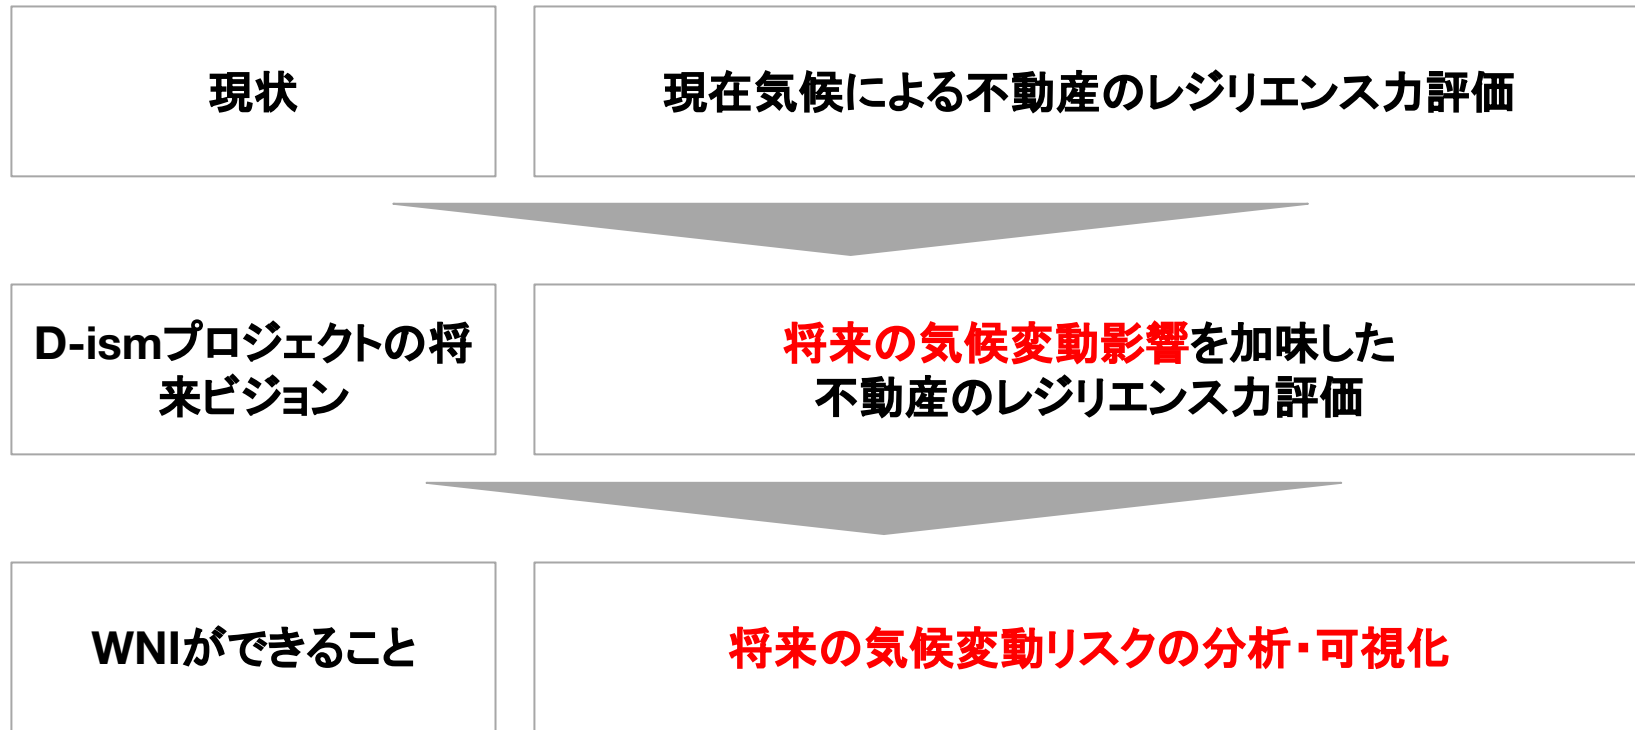 現状
現在気候による不動産のレジリエンス力評価
D-ismプロジェクトの将
来ビジョン
将来の気候変動影響を加味した
不動産のレジリエンス力評価
WNIができること
将来の気候変動リスクの分析・可視化